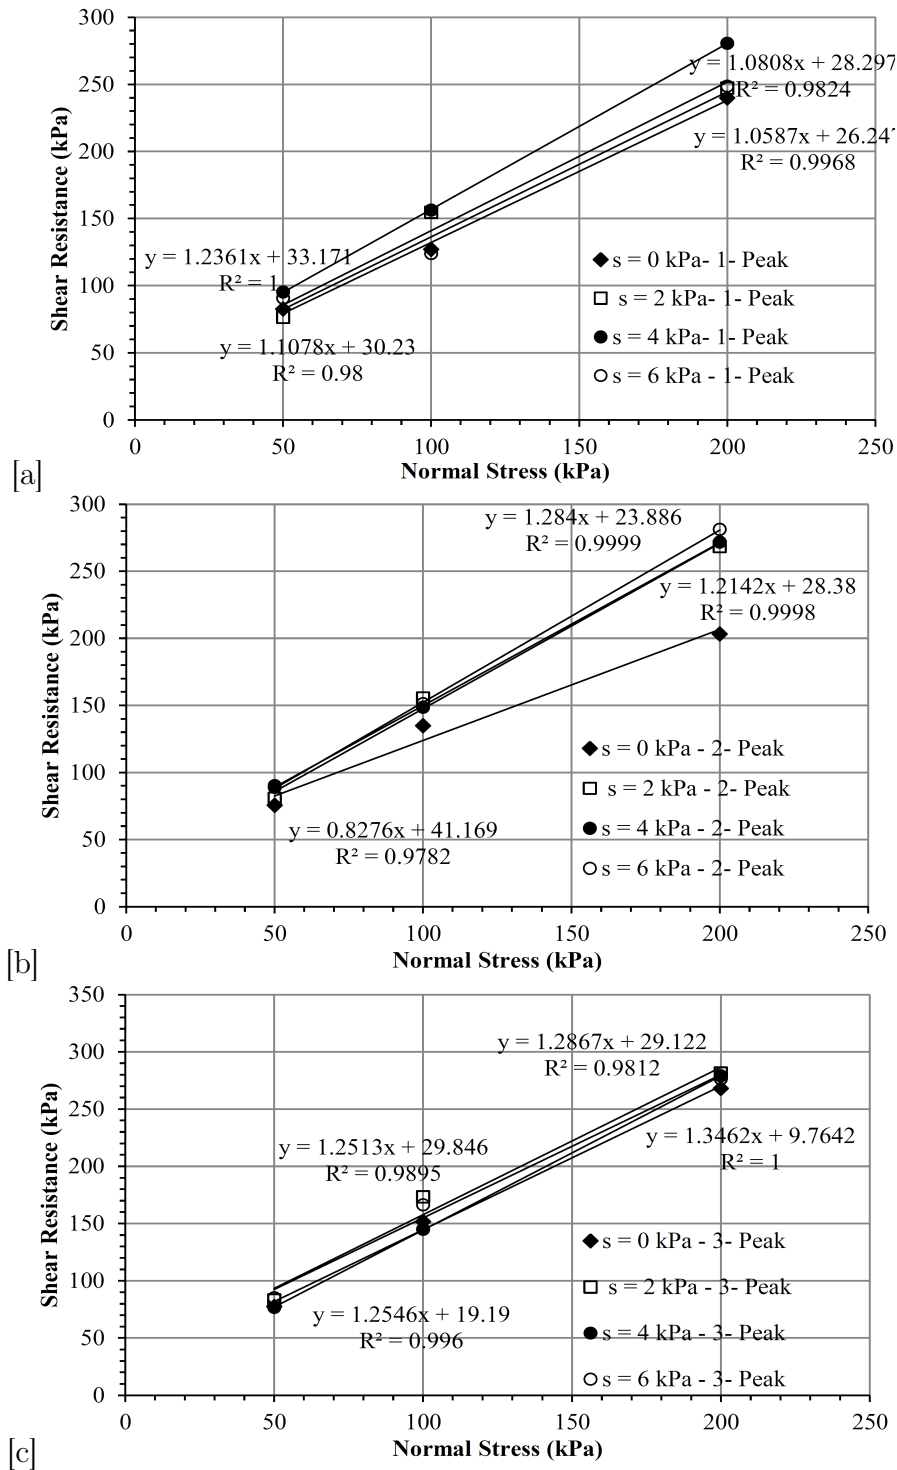 300
250
200
150
100
50
0
Shear Resistance (kPa)
y = 1.0808x + 28.297
R² = 0.9824
y = 1.0587x + 26.247
R² = 0.9968
y = 1.2361x + 33.171
R² = 1
y = 1.1078x + 30.23
R² = 0.98
s = 0 kPa- 1- Peak
s = 2 kPa- 1- Peak
s = 4 kPa- 1- Peak
s = 6 kPa - 1- Peak
0 50 100 150 200 250
Normal Stress (kPa)
[a]
300
250
200
150
100
50
0
Shear Resistance (kPa)
y = 1.284x + 23.886
R² = 0.9999
y = 1.2142x + 28.38
R² = 0.9998
y = 0.8276x + 41.169
R² = 0.9782
s = 0 kPa - 2- Peak
s = 2 kPa - 2- Peak
s = 4 kPa - 2- Peak
s = 6 kPa - 2- Peak
0 50 100 150 200 250
Normal Stress (kPa)
[b]
350
300
250
200
150
100
50
0
Shear Resistance (kPa)
y = 1.2867x + 29.122
R² = 0.9812
y = 1.3462x + 9.7642
R² = 1
y = 1.2513x + 29.846
R² = 0.9895
y = 1.2546x + 19.19
R² = 0.996
s = 0 kPa - 3- Peak
s = 2 kPa - 3- Peak
s = 4 kPa - 3- Peak
s = 6 kPa - 3- Peak
0 50 100 150 200 250
Normal Stress (kPa)
[c]